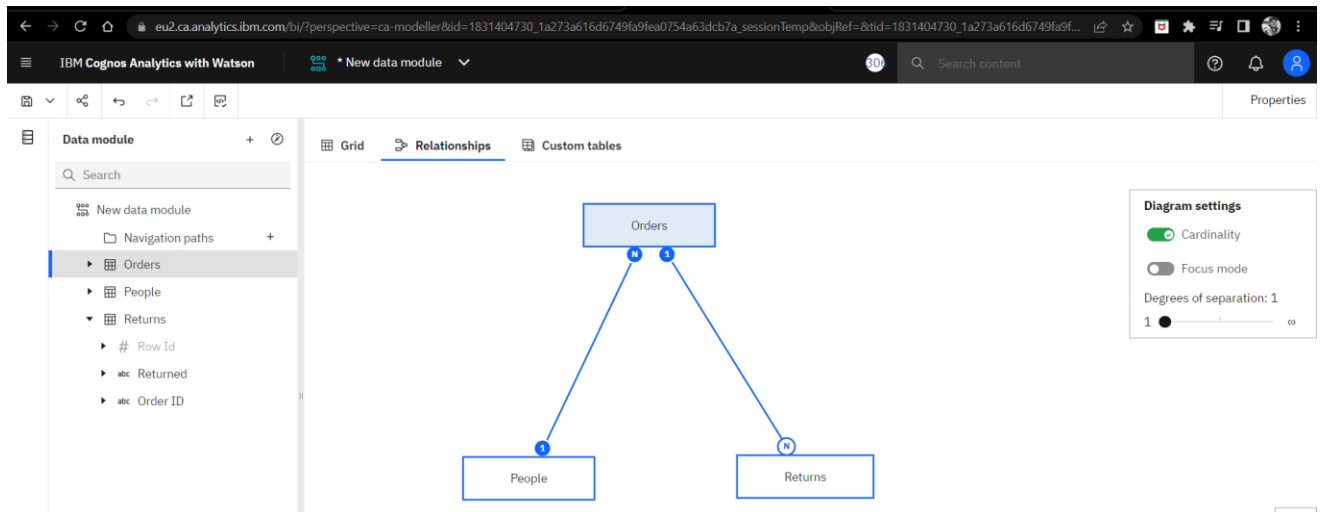 eu2.ca.analytics.ibm.com/bi/?perspective=ca-modeller&id=1831404730_1a273a616d6749fa9fea0754a63dcb7a_sessionTemp&objRef=&tid=1831404730_1a273a616d6749fa9f...
IBM Cognos Analytics with Watson
* New data module
30
Search content
Properties
Data module
Grid
Relationships
Custom tables
Search
New data module
Navigation paths
Orders
People
Returns
# Row Id
abc Returned
abc Order ID
Orders
N
1
1
N
People
Returns
Diagram settings
Cardinality
Focus mode
Degrees of separation: 1
1
∞